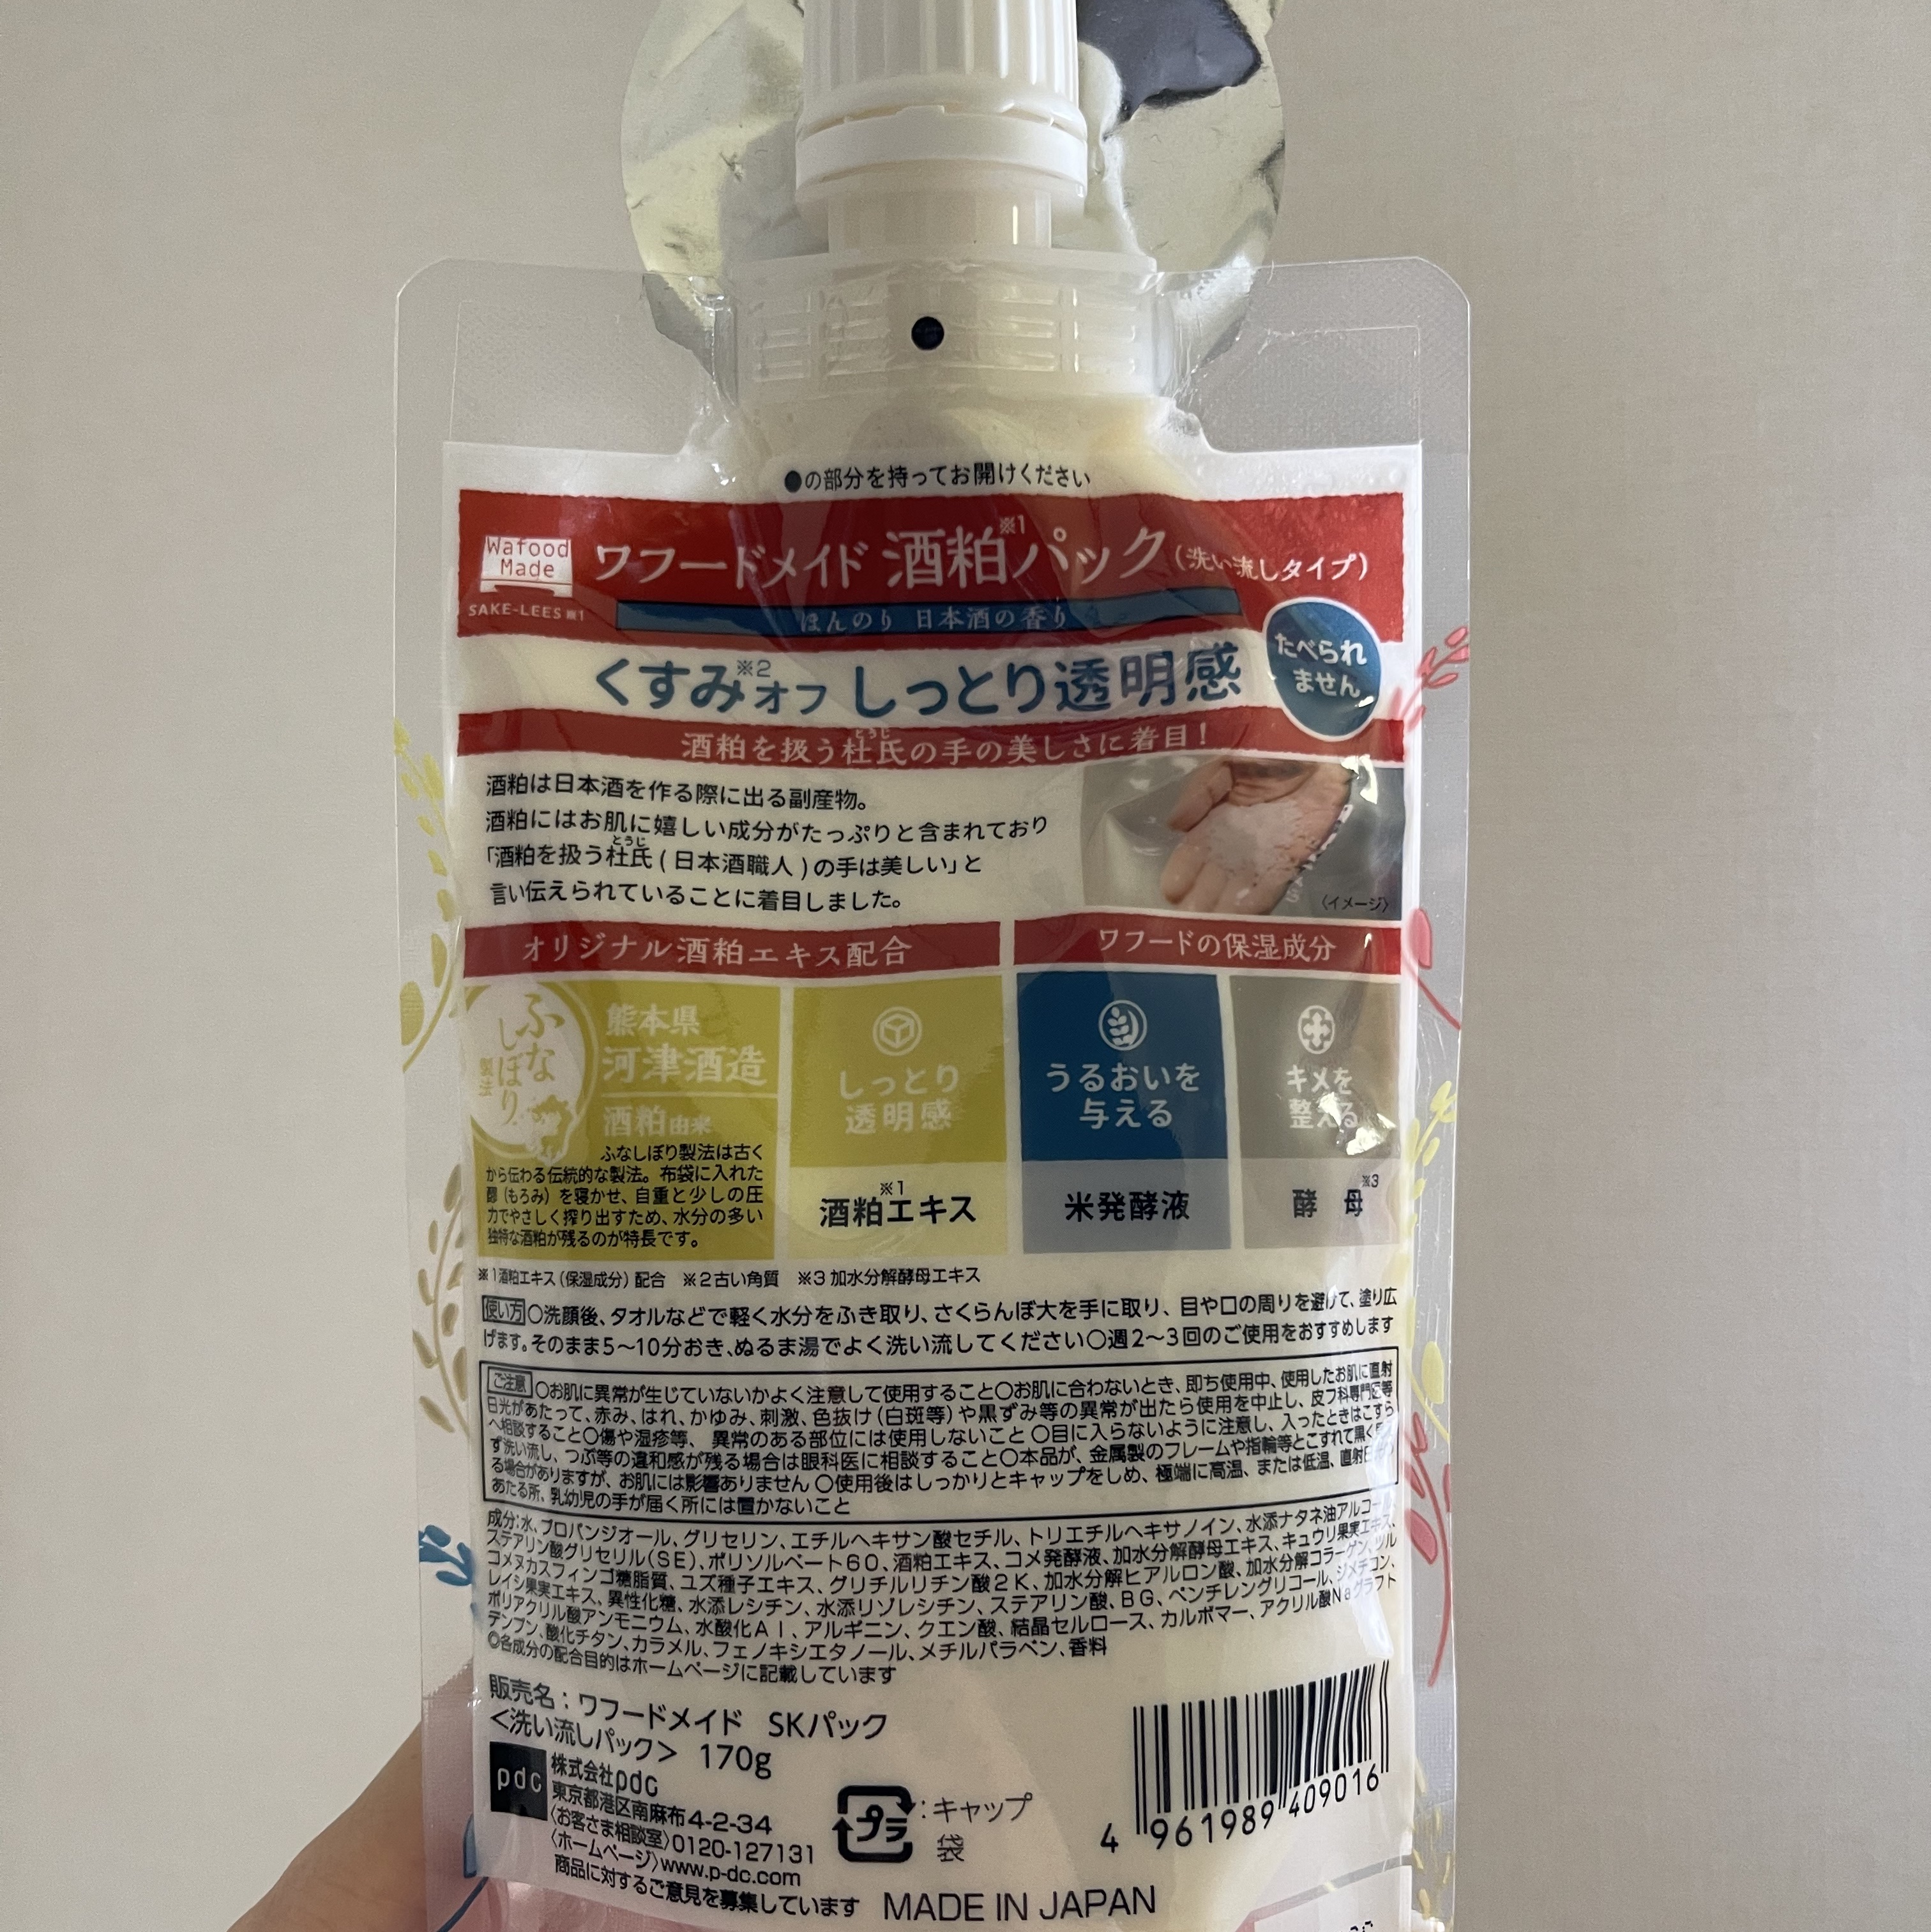 ●の部分を持ってお開けください
Wafood
Made
SAKE-LEES ※1
ワフードメイド 酒粕※1パック(洗い流しタイプ)
ほんのり 日本酒の香り
くすみ※2オフ しっとり透明感
たべられ
ません
酒粕を扱う杜氏の手の美しさに着目!
とうじ
酒粕は日本酒を作る際に出る副産物。
酒粕にはお肌に嬉しい成分がたっぷりと含まれており
とうじ
「酒粕を扱う杜氏(日本酒職人)の手は美しい」と
言い伝えられていることに着目しました。
〈イメージ〉
オリジナル酒粕エキス配合
ワフードの保湿成分
ふな
しぼり
製法
熊本県
河津酒造
酒粕由来
ふなしぼり製法は古く
から伝わる伝統的な製法。布袋に入れた
醪(もろみ)を寝かせ、自重と少しの圧
力でやさしく搾り出すため、水分の多い
独特な酒粕が残るのが特長です。
しっとり
透明感
酒粕※1エキス
うるおいを
与える
米発酵液
キメを
整える
酵母※3
※1酒粕エキス(保湿成分)配合 ※2古い角質 ※3加水分解酵母エキス
使い方 ○洗顔後、タオルなどで軽く水分をふき取り、さくらんぼ大を手に取り、目や口の周りを避けて、塗り広
げます。そのまま5〜10分おき、ぬるま湯でよく洗い流してください○週2〜3回のご使用をおすすめします
ご注意 ○お肌に異常が生じていないかよく注意して使用すること○お肌に合わないとき、即ち使用中、使用したお肌に直射
日光があたって、赤み、はれ、かゆみ、刺激、色抜け(白斑等)や黒ずみ等の異常が出たら使用を中止し、皮フ科専門医等
へ相談すること○傷や湿疹等、異常のある部位には使用しないこと○目に入らないように注意し、入ったときはこすら
ず洗い流し、つぶ等の違和感が残る場合は眼科医に相談すること○本品が、金属製のフレームや指輪等とこすれて黒く
る場合がありますが、お肌には影響ありません○使用後はしっかりとキャップをしめ、極端に高温、または低温、直射
あたる所、乳幼児の手が届く所には置かないこと
成分:水、プロパンジオール、グリセリン、エチルヘキサン酸セチル、トリエチルヘキサノイン、水添ナタネ油アルコール、
ステアリン酸グリセリル(SE)、ポリソルベート60、酒粕エキス、コメ発酵液、加水分解酵母エキス、キュウリ果実エキス、
コメヌカスフィンゴ糖脂質、ユズ種子エキス、グリチルリチン酸2K、加水分解ヒアルロン酸、加水分解コラーゲン、ツル
レイシ果実エキス、異性化糖、水添レシチン、水添リゾレシチン、ステアリン酸、BG、ペンチレングリコール、ジメチコン、
ポリアクリル酸アンモニウム、水酸化Al、アルギニン、クエン酸、結晶セルロース、カルボマー、アクリル酸Naグラフト
デンプン、酸化チタン、カラメル、フェノキシエタノール、メチルパラベン、香料
◎各成分の配合目的はホームページに記載しています
販売名:ワフードメイド SKパック
<洗い流しパック> 170g
pdc
株式会社pdc
東京都港区南麻布4-2-34
〈お客さま相談室〉0120-127131
〈ホームページ〉www.p-dc.com
商品に対するご意見を募集しています
プラ
:キャップ
袋
4 961989 409016
MADE IN JAPAN